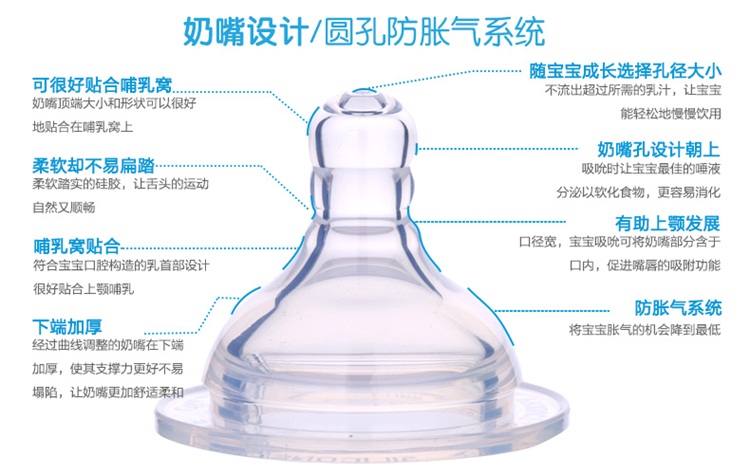 奶嘴设计/圆孔防胀气系统
可很好贴合哺乳窝
奶嘴顶端大小和形状可以很好
地贴合在哺乳窝上
柔软却不易扁踏
柔软踏实的硅胶，让舌头的运动
自然又顺畅
哺乳窝贴合
符合宝宝口腔构造的乳首部设计
很好贴合上颚哺乳
下端加厚
经过曲线调整的奶嘴在下端
加厚，使其支撑力更好不易
塌陷，让奶嘴更加舒适柔和
随宝宝成长选择孔径大小
不流出超过所需的乳汁，让宝宝
能轻松地慢慢饮用
奶嘴孔设计朝上
吸吮时让宝宝最佳的唾液
分泌以软化食物，更容易消化
有助上颚发展
口径宽，宝宝吸吮可将奶嘴部分含于
口内，促进嘴唇的吸附功能
防胀气系统
将宝宝胀气的机会降到最低